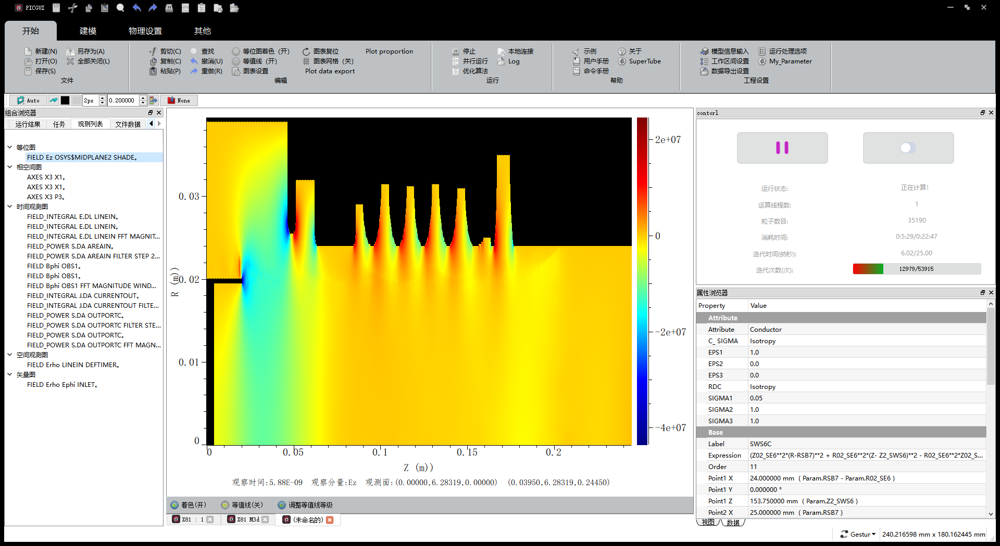 PICGUI
开始 建模 物理设置 其他
新建(N) 另存为(A)
打开(O) 全部关闭(L)
保存(S)
文件
剪切(C) 查找 等位图着色（开） 图表复位 Plot proportion
复制(C) 撤消(U) 等值线（开） 图表网格（关）
粘贴(P) 重做(R) 图表设置 Plot data export
编辑
停止 本地连接
并行运行 Log
优化算法
运行
示例 关于
用户手册 SuperTube
命令手册
帮助
模型信息输入 运行处理选项
工作区间设置 My_Parameter
数据导出设置
工程设置
Auto 2px 0.200000 None
组合浏览器
运行结果 任务 观测列表 文件数据
等位图
FIELD Ez OSYS$MIDPLANE2 SHADE。
相空间图
AXES X3 X1。
AXES X3 X1。
AXES X3 P3。
时间观测图
FIELD_INTEGRAL E.DL LINEIN。
FIELD_INTEGRAL E.DL LINEIN。
FIELD_INTEGRAL E.DL LINEIN FFT MAGNIT...
FIELD_POWER S.DA AREAIN。
FIELD_POWER S.DA AREAIN FILTER STEP 2...
FIELD Bphi OBS1。
FIELD Bphi OBS1。
FIELD Bphi OBS1 FFT MAGNITUDE WIND...
FIELD_INTEGRAL J.DA CURRENTOUT。
FIELD_INTEGRAL J.DA CURRENTOUT FILTE...
FIELD_POWER S.DA OUTPORTC。
FIELD_POWER S.DA OUTPORTC FILTER STE...
FIELD_POWER S.DA OUTPORTC。
FIELD_POWER S.DA OUTPORTC FFT MAGN...
空间观测图
FIELD Erho LINEIN DEFTIMER。
矢量图
FIELD Erho Ephi INLET。
R (m))
0.03
0.02
0.01
0
0 0.05 0.1 0.15 0.2
Z (m))
2e+07
0
-2e+07
-4e+07
观察时间:5.88E-09 观察分量:Ez 观测面:(0.00000,6.28319,0.00000) (0.03950,6.28319,0.24450)
着色(开) 等值线(关) 调整等值线等级
X81 : 1 X81 M3d (未命名的)
contorl
运行状态: 正在计算!
运算线程数: 1
粒子数目: 35190
消耗时间: 0:5:29/0:22:47
迭代时间(纳秒): 6.02/25.00
迭代次数(次): 12979/53915
属性浏览器
Property Value
Attribute
Attribute Conductor
C_ SIGMA Isotropy
EPS1 1.0
EPS2 0.0
EPS3 0.0
RDC Isotropy
SIGMA1 0.05
SIGMA2 1.0
SIGMA3 1.0
Base
Label SWS6C
Expression (Z02_SE6**2*(R-RSB7)**2 + R02_SE6**2*(Z- Z2_SWS6)**2 - R02_SE6**2*Z02_S...
Order 11
Point1 X 24.000000 mm ( Param.RSB7 - Param.R02_SE6 )
Point1 Y 0.000000 °
Point1 Z 153.750000 mm ( Param.Z2_SWS6 )
Point2 X 25.000000 mm ( Param.RSB7 )
视图 数据
Gestur 240.216598 mm x 180.162445 mm